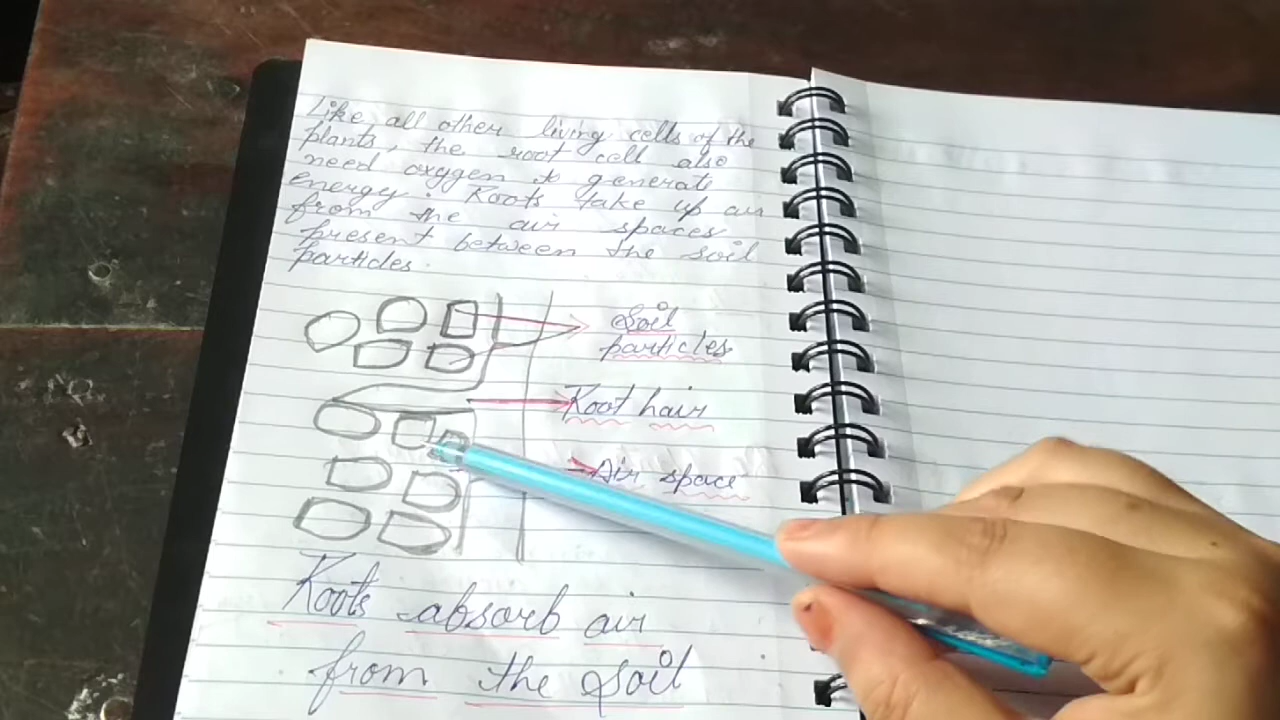 Like all other living cells of the
plants, the root cell also
need oxygen to generate
energy. Roots take up air
from the air spaces
present between the soil
particles.
Soil
particles
Root hair
Air space
Roots absorb air
from the soil